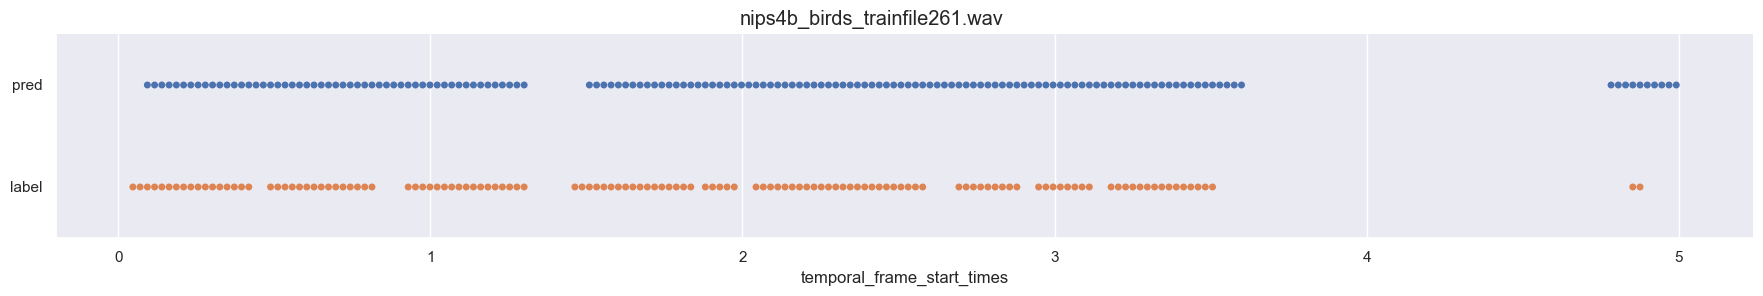 nips4b_birds_trainfile261.wav
pred
label
0 1 2 3 4 5
temporal_frame_start_times